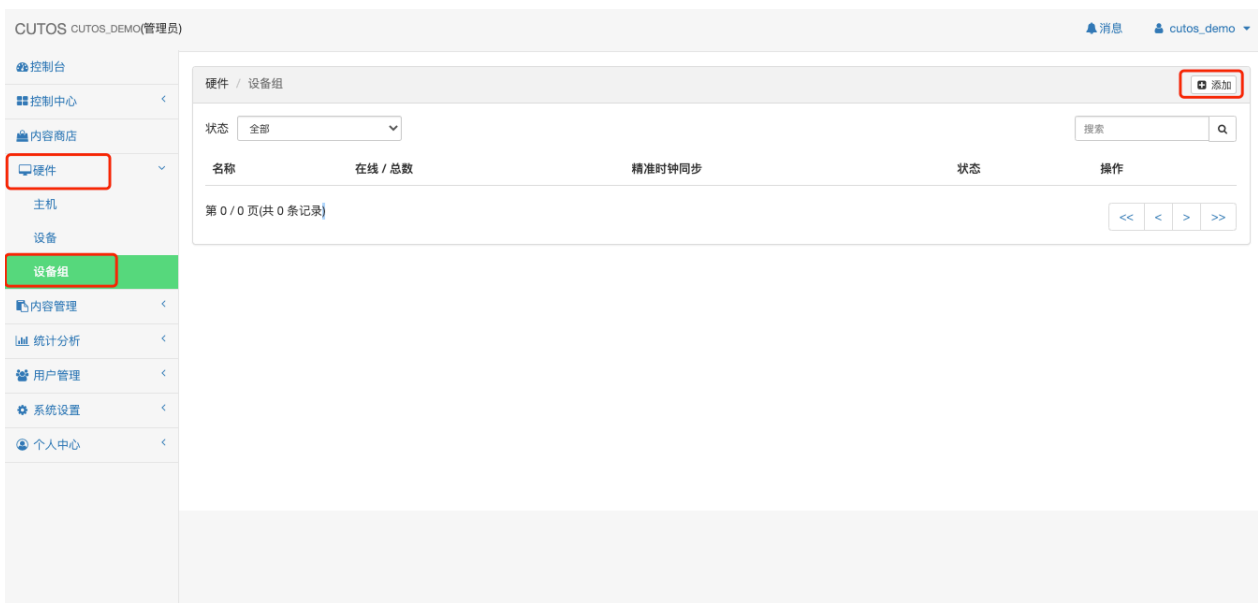 CUTOS CUTOS_DEMO(管理员)
消息
cutos_demo
控制台
控制中心
内容商店
硬件
主机
设备
设备组
内容管理
统计分析
用户管理
系统设置
个人中心
硬件 / 设备组
添加
状态 全部
搜索
名称 在线 / 总数 精准时钟同步 状态 操作
第 0 / 0 页(共 0 条记录)
<< < > >>